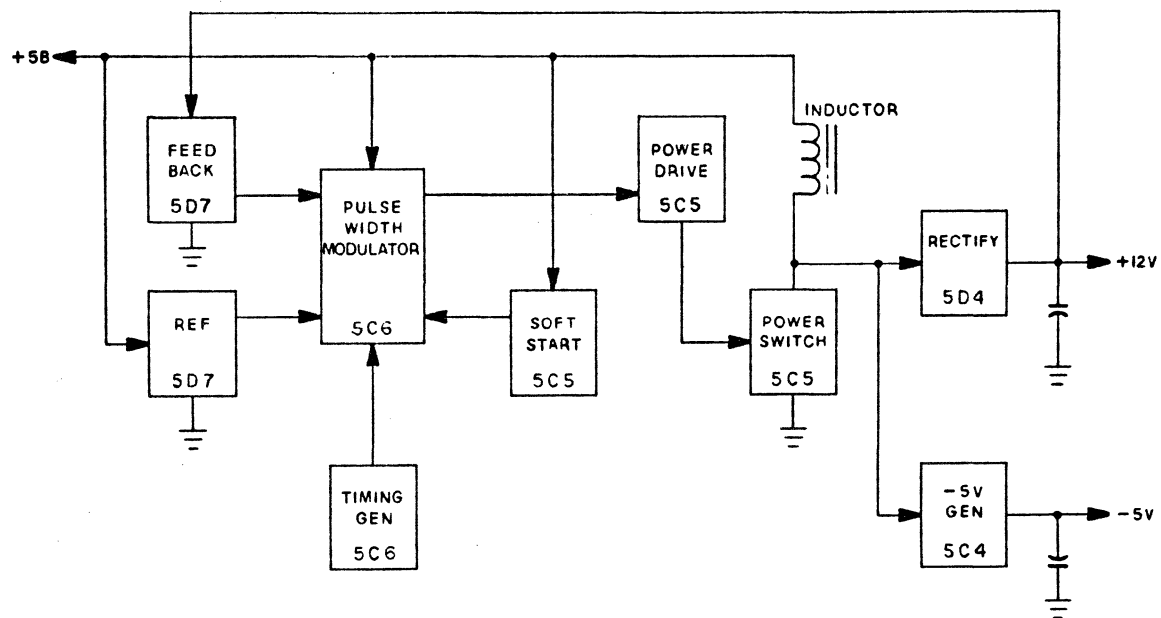 +5B
FEED
BACK
5D7
PULSE
WIDTH
MODULATOR
5C6
POWER
DRIVE
5C5
INDUCTOR
RECTIFY
5D4
+12V
REF
5D7
SOFT
START
5C5
POWER
SWITCH
5C5
TIMING
GEN
5C6
-5V
GEN
5C4
-5V